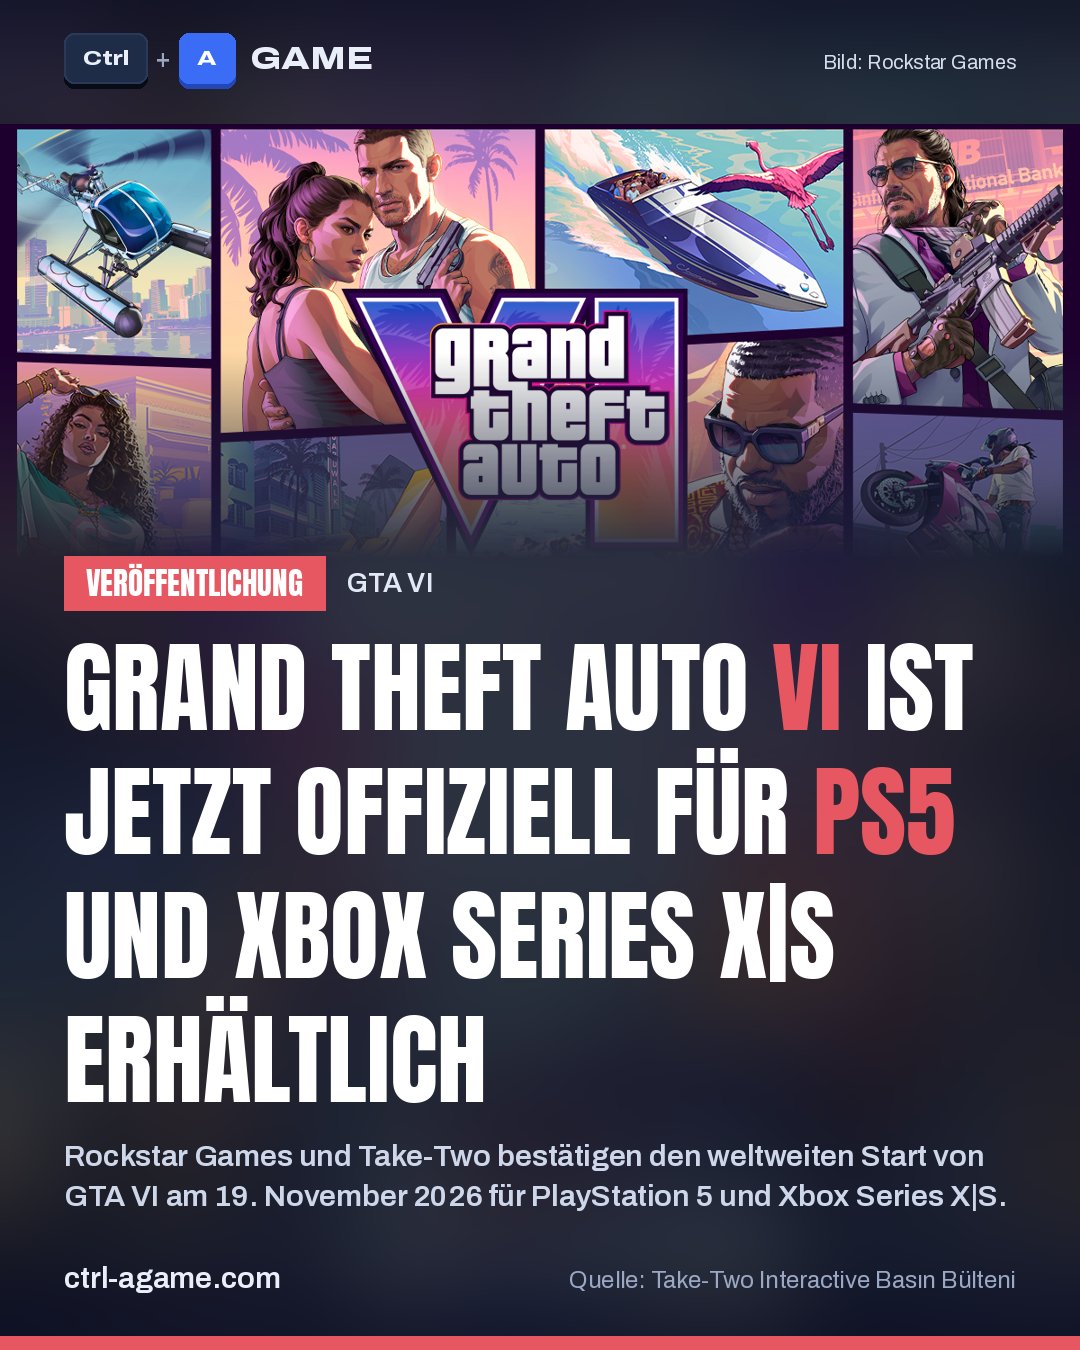 Ctrl + A GAME
Bild: Rockstar Games
VI
grand
theft
auto
VERÖFFENTLICHUNG
GTA VI
GRAND THEFT AUTO VI IST
JETZT OFFIZIELL FÜR PS5
UND XBOX SERIES X|S
ERHÄLTLICH
Rockstar Games und Take-Two bestätigen den weltweiten Start von
GTA VI am 19. November 2026 für PlayStation 5 und Xbox Series X|S.
ctrl-agame.com
Quelle: Take-Two Interactive Basın Bülteni